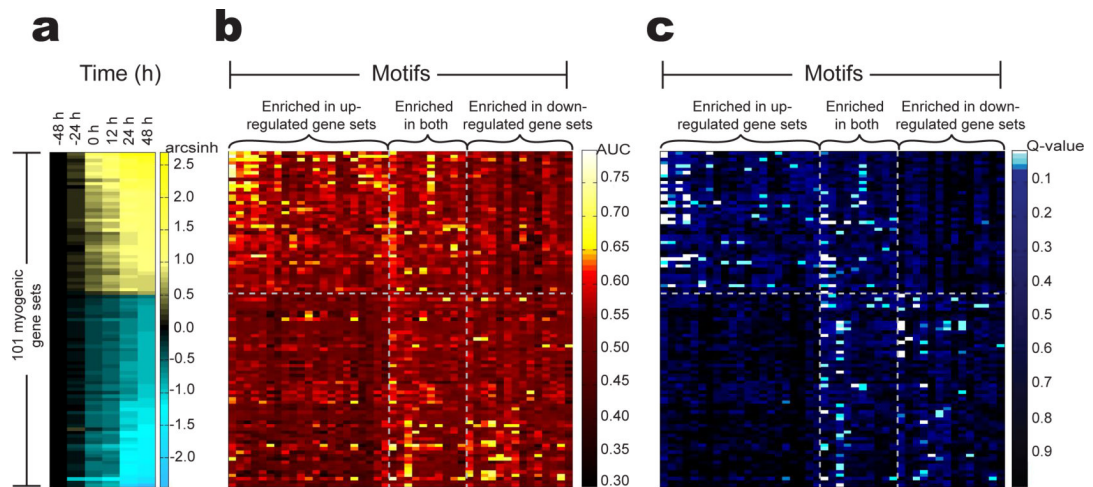 a
Time (h)
-48 h
-24 h
0 h
12 h
24 h
48 h
arcsinh
2.5
2.0
1.5
1.0
0.5
0.0
-0.5
-1.0
-1.5
-2.0
101 myogenic
gene sets
b
Motifs
Enriched in up-
regulated gene sets
Enriched
in both
Enriched in down-
regulated gene sets
AUC
0.75
0.70
0.65
0.60
0.55
0.50
0.45
0.40
0.35
0.30
c
Motifs
Enriched in up-
regulated gene sets
Enriched
in both
Enriched in down-
regulated gene sets
Q-value
0.1
0.2
0.3
0.4
0.5
0.6
0.7
0.8
0.9